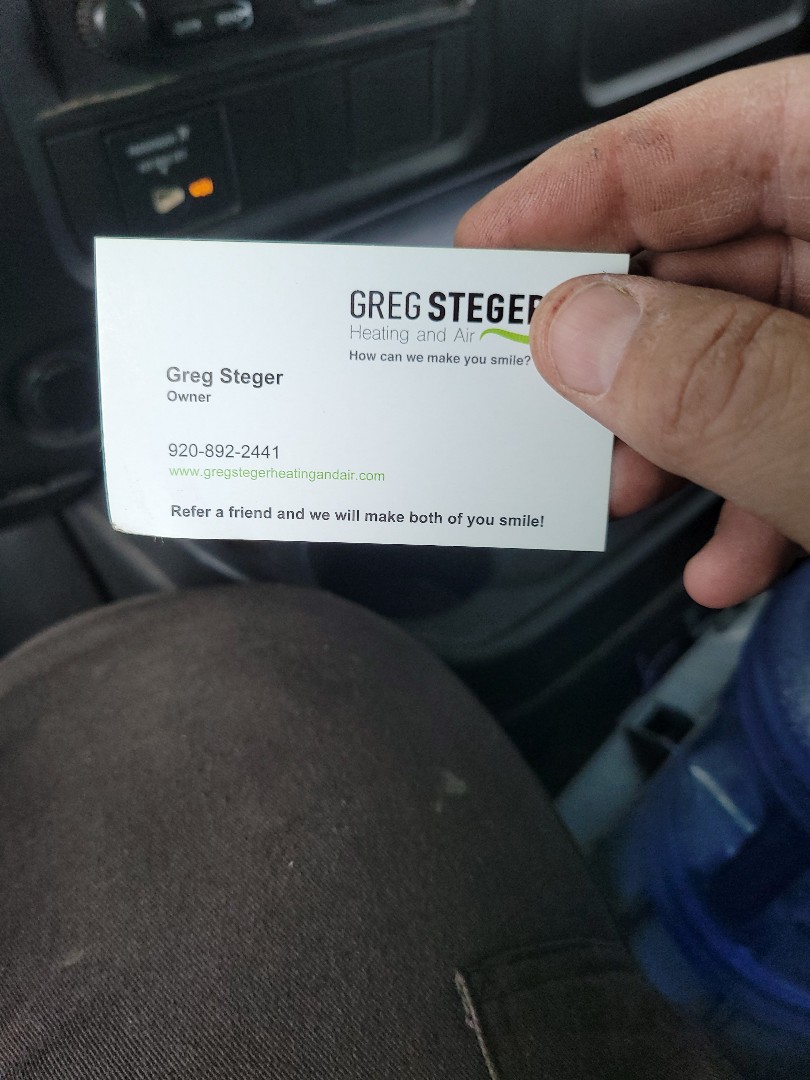 GREG STEGER
Heating and Air
How can we make you smile?
Greg Steger
Owner
920-892-2441
www.gregstegerheatingandair.com
Refer a friend and we will make both of you smile!